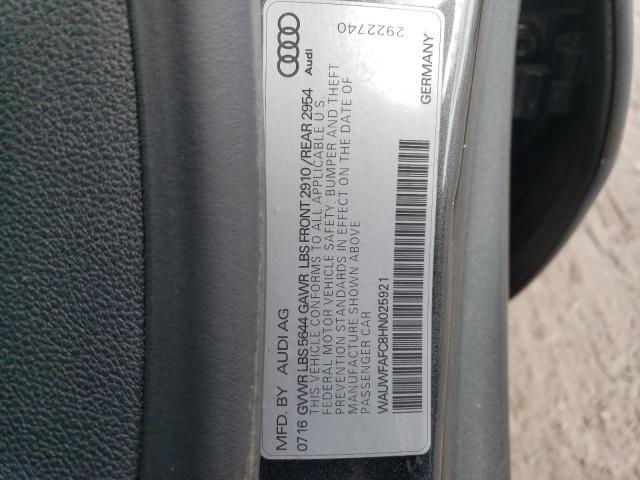 MFD. BY AUDI AG
07 16 GVWR LBS 5644 GAWR LBS FRONT 2910 /REAR 2954
THIS VEHICLE CONFORMS TO ALL APPLICABLE U.S.
FEDERAL MOTOR VEHICLE SAFETY, BUMPER AND THEFT
PREVENTION STANDARDS IN EFFECT ON THE DATE OF
MANUFACTURE SHOWN ABOVE
PASSENGER CAR
WAUWFAFC8HN025921
Audi
2922740
GERMANY